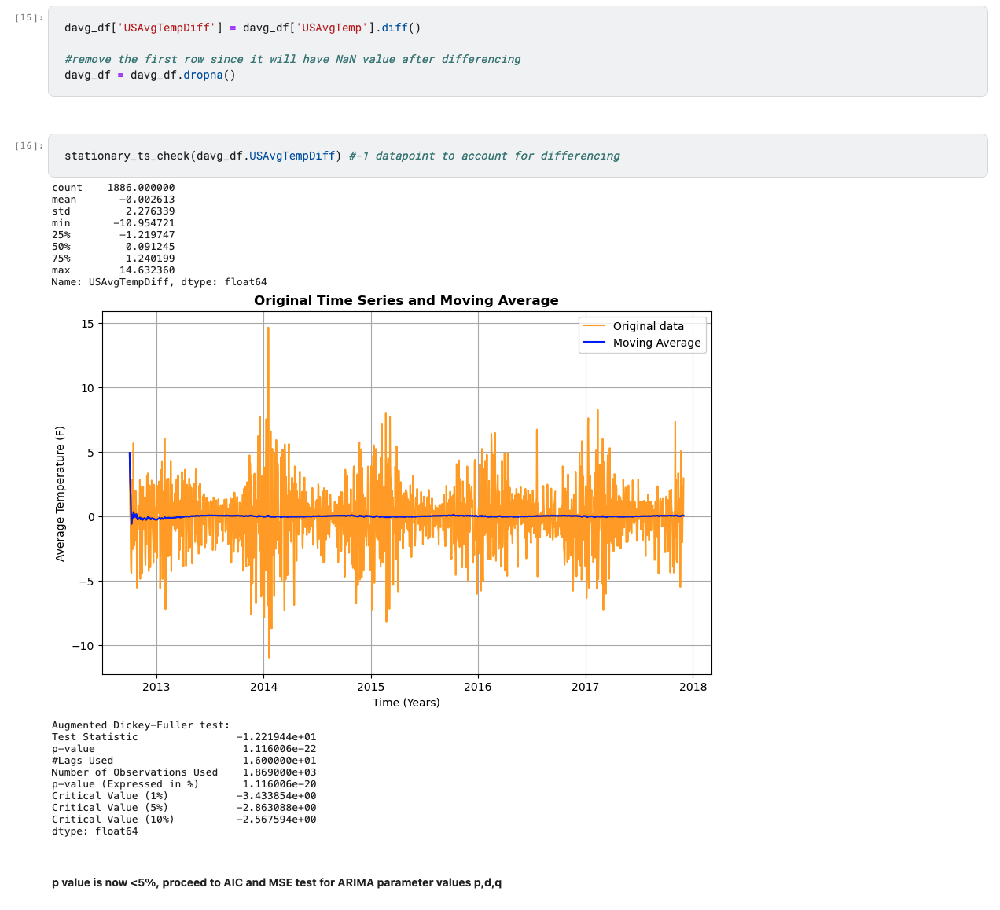 [15]:
davg_df['USAvgTempDiff'] = davg_df['USAvgTemp'].diff()
#remove the first row since it will have NaN value after differencing
davg_df = davg_df.dropna()
[16]:
stationary_ts_check(davg_df.USAvgTempDiff) #-1 datapoint to account for differencing
count 1886.000000
mean -0.002613
std 2.276339
min -10.954721
25% -1.219747
50% 0.091245
75% 1.240199
max 14.632360
Name: USAvgTempDiff, dtype: float64
Original Time Series and Moving Average
Original data
Moving Average
15
10
5
0
−5
−10
Average Temperature (F)
2013 2014 2015 2016 2017 2018
Time (Years)
Augmented Dickey-Fuller test:
Test Statistic -1.221944e+01
p-value 1.116006e-22
#Lags Used 1.600000e+01
Number of Observations Used 1.869000e+03
p-value (Expressed in %) 1.116006e-20
Critical Value (1%) -3.433854e+00
Critical Value (5%) -2.863088e+00
Critical Value (10%) -2.567594e+00
dtype: float64
p value is now <5%, proceed to AIC and MSE test for ARIMA parameter values p,d,q